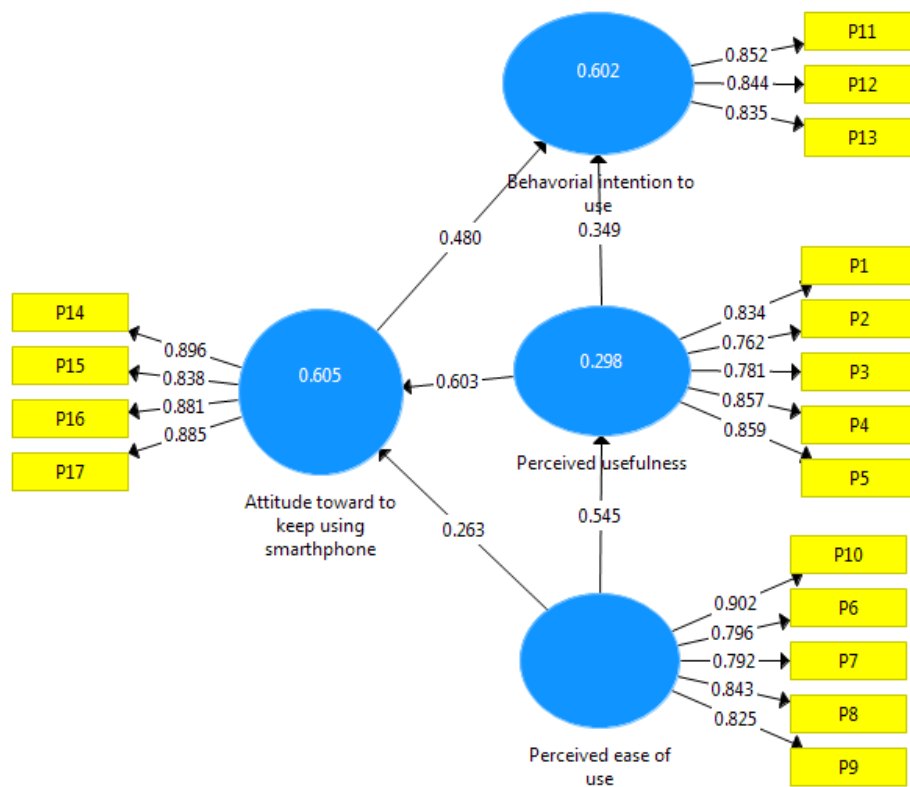 P11
0.852
0.602
0.844
P12
0.835
P13
Behavorial intention to
use
0.480
0.349
P1
0.834
P14
P2
0.762
0.896
P15
0.605
0.603
0.298
0.781
P3
0.838
0.857
P16
0.881
P4
0.885
0.859
P17
Perceived usefulness
P5
Attitude toward to
keep using
smarthphone
0.263
0.545
P10
0.902
P6
0.796
0.792
P7
0.843
P8
0.825
Perceived ease of
use
P9